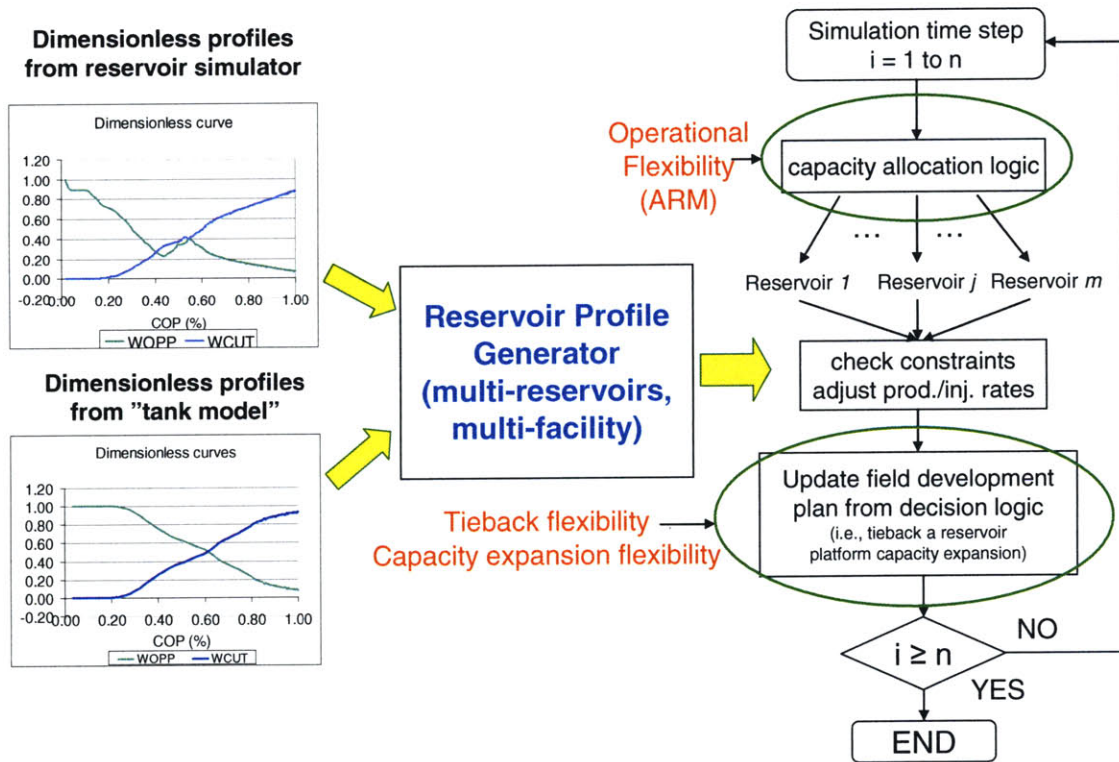 Dimensionless profiles
from reservoir simulator
Dimensionless curve
1.20
1.00
0.80
0.60
0.40
0.20
0.00
-0.20
0.00 0.20 0.40 0.60 0.80 1.00
COP (%)
WOPP WCUT
Dimensionless profiles
from "tank model"
Dimensionless curves
1.20
1.00
0.80
0.60
0.40
0.20
0.00
-0.20
0.00 0.20 0.40 0.60 0.80 1.00
COP (%)
WOPP WCUT
Reservoir Profile
Generator
(multi-reservoirs,
multi-facility)
Simulation time step
i = 1 to n
Operational
Flexibility
(ARM)
capacity allocation logic
... ...
Reservoir 1 Reservoir j Reservoir m
check constraints
adjust prod./inj. rates
Tieback flexibility
Capacity expansion flexibility
Update field development
plan from decision logic
(i.e., tieback a reservoir
platform capacity expansion)
i ≥ n
NO
YES
END